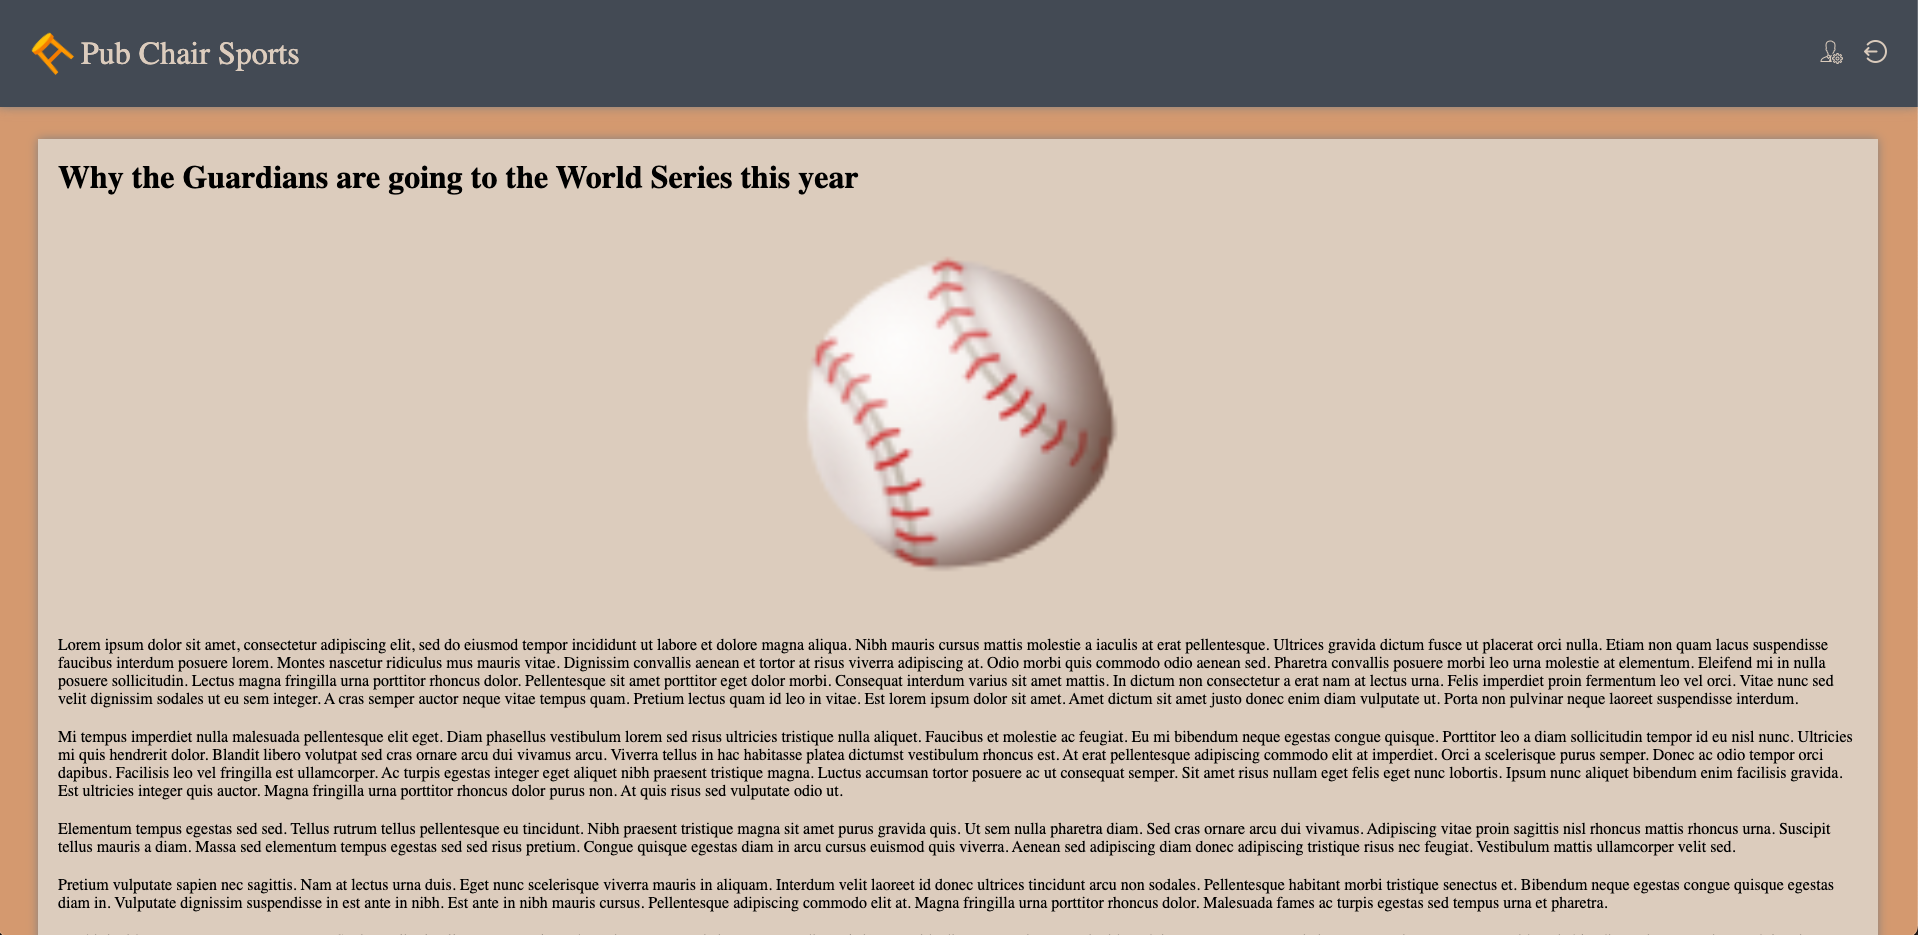 Pub Chair Sports
Why the Guardians are going to the World Series this year
Lorem ipsum dolor sit amet, consectetur adipiscing elit, sed do eiusmod tempor incididunt ut labore et dolore magna aliqua. Nibh mauris cursus mattis molestie a iaculis at erat pellentesque. Ultrices gravida dictum fusce ut placerat orci nulla. Etiam non quam lacus suspendisse
faucibus interdum posuere lorem. Montes nascetur ridiculus mus mauris vitae. Dignissim convallis aenean et tortor at risus viverra adipiscing at. Odio morbi quis commodo odio aenean sed. Pharetra convallis posuere morbi leo urna molestie at elementum. Eleifend mi in nulla
posuere sollicitudin. Lectus magna fringilla urna porttitor rhoncus dolor. Pellentesque sit amet porttitor eget dolor morbi. Consequat interdum varius sit amet mattis. In dictum non consectetur a erat nam at lectus urna. Felis imperdiet proin fermentum leo vel orci. Vitae nunc sed
velit dignissim sodales ut eu sem integer. A cras semper auctor neque vitae tempus quam. Pretium lectus quam id leo in vitae. Est lorem ipsum dolor sit amet. Amet dictum sit amet justo donec enim diam vulputate ut. Porta non pulvinar neque laoreet suspendisse interdum.
Mi tempus imperdiet nulla malesuada pellentesque elit eget. Diam phasellus vestibulum lorem sed risus ultricies tristique nulla aliquet. Faucibus et molestie ac feugiat. Eu mi bibendum neque egestas congue quisque. Porttitor leo a diam sollicitudin tempor id eu nisl nunc. Ultricies
mi quis hendrerit dolor. Blandit libero volutpat sed cras ornare arcu dui vivamus arcu. Viverra tellus in hac habitasse platea dictumst vestibulum rhoncus est. At erat pellentesque adipiscing commodo elit at imperdiet. Orci a scelerisque purus semper. Donec ac odio tempor orci
dapibus. Facilisis leo vel fringilla est ullamcorper. Ac turpis egestas integer eget aliquet nibh praesent tristique magna. Luctus accumsan tortor posuere ac ut consequat semper. Sit amet risus nullam eget felis eget nunc lobortis. Ipsum nunc aliquet bibendum enim facilisis gravida.
Est ultricies integer quis auctor. Magna fringilla urna porttitor rhoncus dolor purus non. At quis risus sed vulputate odio ut.
Elementum tempus egestas sed sed. Tellus rutrum tellus pellentesque eu tincidunt. Nibh praesent tristique magna sit amet purus gravida quis. Ut sem nulla pharetra diam. Sed cras ornare arcu dui vivamus. Adipiscing vitae proin sagittis nisl rhoncus mattis rhoncus urna. Suscipit
tellus mauris a diam. Massa sed elementum tempus egestas sed sed risus pretium. Congue quisque egestas diam in arcu cursus euismod quis viverra. Aenean sed adipiscing diam donec adipiscing tristique risus nec feugiat. Vestibulum mattis ullamcorper velit sed.
Pretium vulputate sapien nec sagittis. Nam at lectus urna duis. Eget nunc scelerisque viverra mauris in aliquam. Interdum velit laoreet id donec ultrices tincidunt arcu non sodales. Pellentesque habitant morbi tristique senectus et. Bibendum neque egestas congue quisque egestas
diam in. Vulputate dignissim suspendisse in est ante in nibh. Est ante in nibh mauris cursus. Pellentesque adipiscing commodo elit at. Magna fringilla urna porttitor rhoncus dolor. Malesuada fames ac turpis egestas sed tempus urna et pharetra.